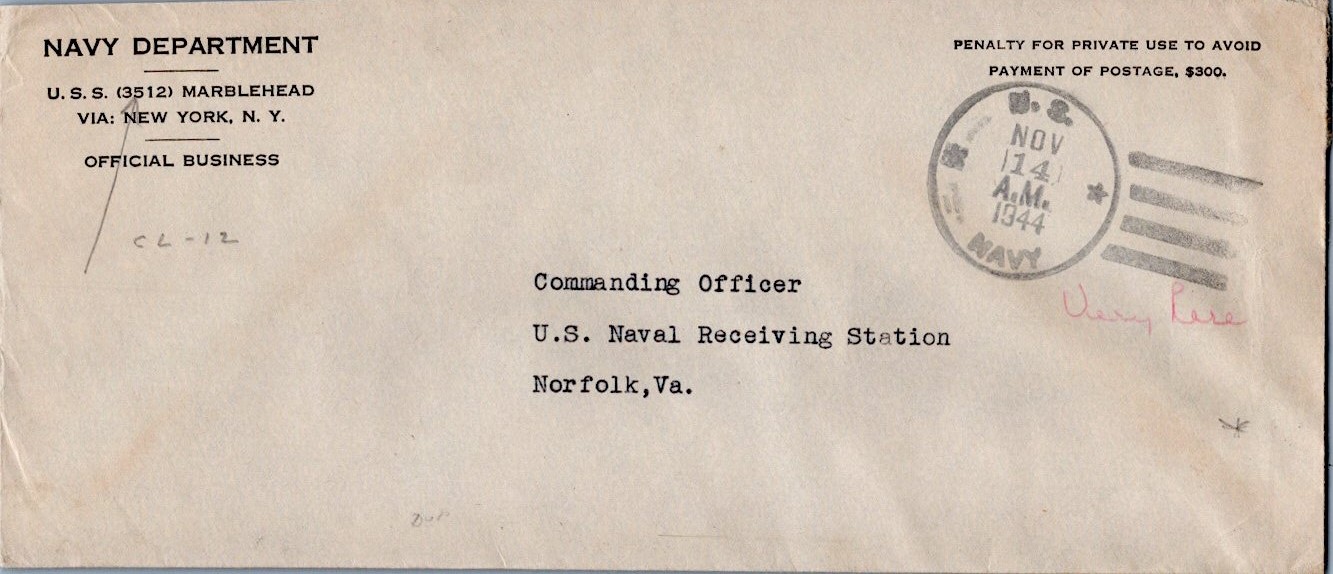 NAVY DEPARTMENT
U. S. S. (3512) MARBLEHEAD
VIA: NEW YORK, N. Y.
OFFICIAL BUSINESS
PENALTY FOR PRIVATE USE TO AVOID
PAYMENT OF POSTAGE, $300.
U. S.
NOV
14
A.M.
1944
NAVY
CL-12
Commanding Officer
U.S. Naval Receiving Station
Norfolk,Va.
Very Rare
DUP